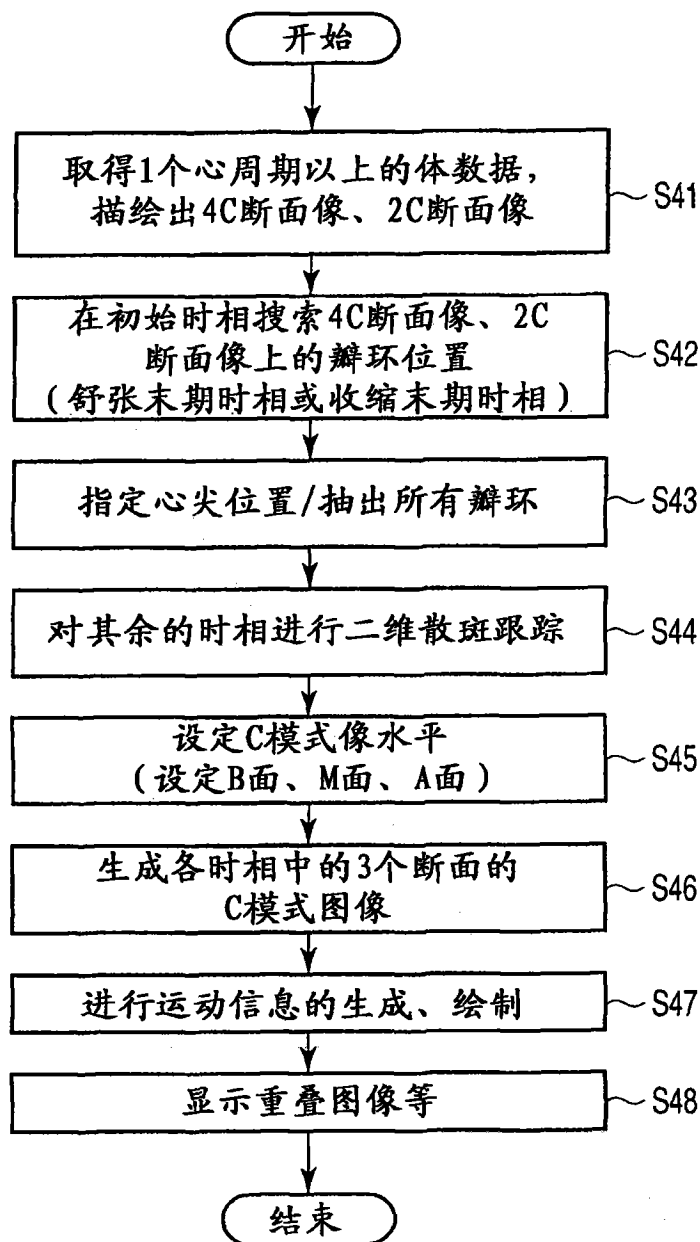 开始
取得1个心周期以上的体数据,
描绘出4C断面像、2C断面像
S41
在初始时相搜索4C断面像、2C
断面像上的瓣环位置
(舒张末期时相或收缩末期时相)
S42
指定心尖位置/抽出所有瓣环
S43
对其余的时相进行二维散斑跟踪
S44
设定C模式像水平
(设定B面、M面、A面)
S45
生成各时相中的3个断面的
C模式图像
S46
进行运动信息的生成、绘制
S47
显示重叠图像等
S48
结束